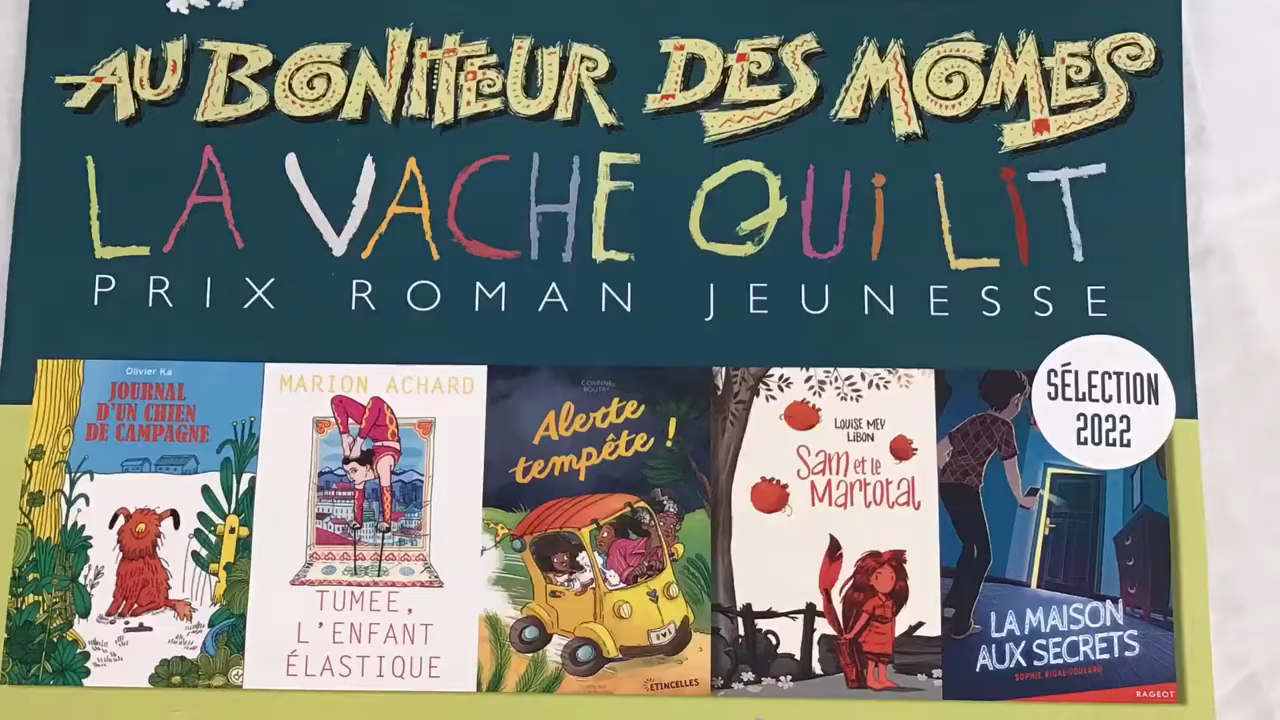 AU BONHEUR DES MÔMES
LA VACHE QUI LIT
PRIX ROMAN JEUNESSE
SÉLECTION
2022
Olivier Ka
JOURNAL
D'UN CHIEN
DE CAMPAGNE
MARION ACHARD
TUMEE,
L'ENFANT
ÉLASTIQUE
CORINNE
BOUTRY
Alerte
tempête !
ÉTINCELLES
LOUISE MEY
LIBON
Sam et le
Martotal
LA MAISON
AUX SECRETS
SOPHIE RIGAL-GOULARD
RAGEOT